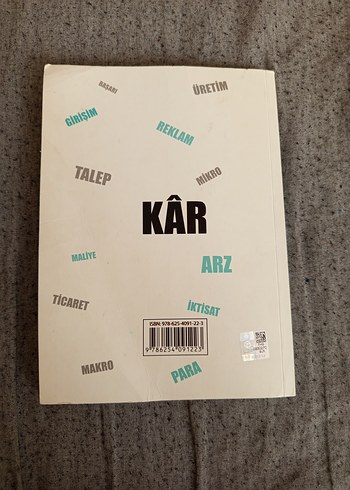 BAŞARI
ÜRETİM
GİRİŞİM
REKLAM
TALEP
MİKRO
KÂR
MALİYE
ARZ
TİCARET
İKTİSAT
ISBN: 978-625-4091-22-3
9786254091223
MAKRO
PARA